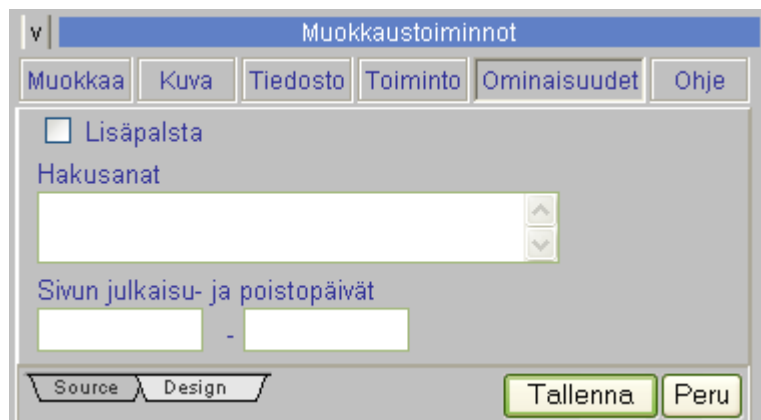 v Muokkaustoiminnot
Muokkaa Kuva Tiedosto Toiminto Ominaisuudet Ohje
Lisäpalsta
Hakusanat
Sivun julkaisu- ja poistopäivät
-
Source Design Tallenna Peru